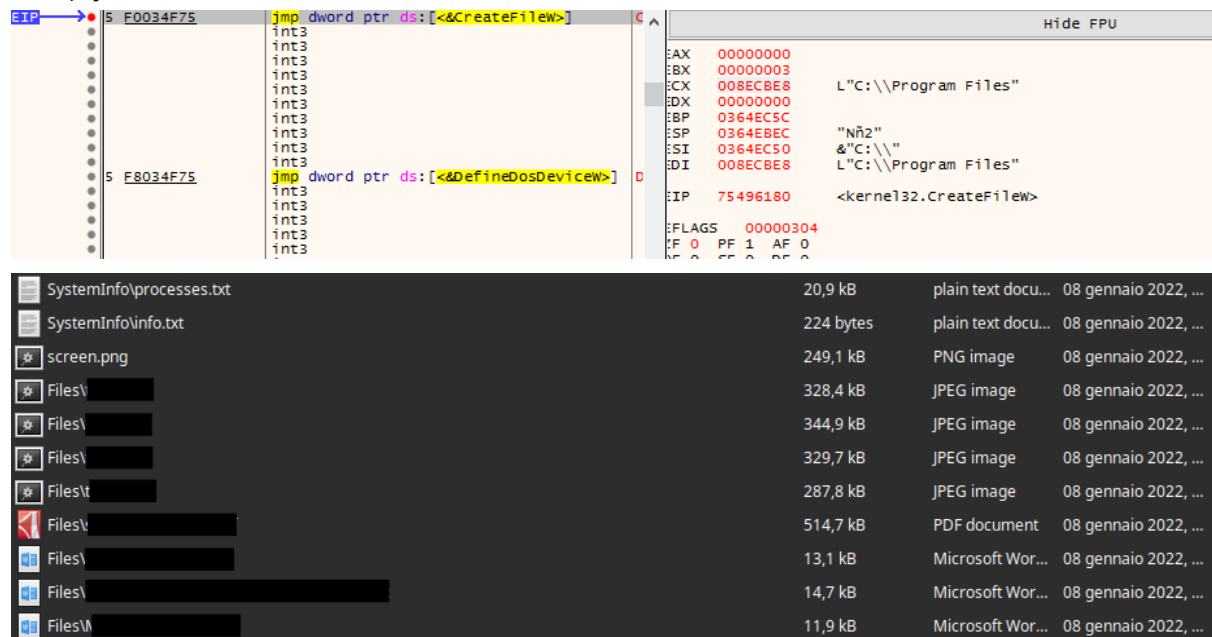 EIP 5 F0034F75 jmp dword ptr ds:[<&CreateFileW>] C
int3
int3
int3
int3
int3
int3
int3
int3
int3
int3
5 F8034F75 jmp dword ptr ds:[<&DefineDosDeviceW>] D
int3
int3
int3
int3
int3
Hide FPU
EAX 00000000
EBX 00000003
ECX 008ECBE8 L"C:\\Program Files"
EDX 00000000
EBP 0364EC5C
ESP 0364EBEC "Nñ2"
ESI 0364EC50 &"C:\\"
EDI 008ECBE8 L"C:\\Program Files"
EIP 75496180 <kernel32.CreateFileW>
EFLAGS 00000304
ZF 0 PF 1 AF 0
SystemInfo\processes.txt 20,9 kB plain text docu... 08 gennaio 2022, ...
SystemInfo\info.txt 224 bytes plain text docu... 08 gennaio 2022, ...
screen.png 249,1 kB PNG image 08 gennaio 2022, ...
Files\ 328,4 kB JPEG image 08 gennaio 2022, ...
Files\ 344,9 kB JPEG image 08 gennaio 2022, ...
Files\ 329,7 kB JPEG image 08 gennaio 2022, ...
Files\t 287,8 kB JPEG image 08 gennaio 2022, ...
Files\ 514,7 kB PDF document 08 gennaio 2022, ...
Files\ 13,1 kB Microsoft Wor... 08 gennaio 2022, ...
Files\ 14,7 kB Microsoft Wor... 08 gennaio 2022, ...
Files\ 11,9 kB Microsoft Wor... 08 gennaio 2022, ...